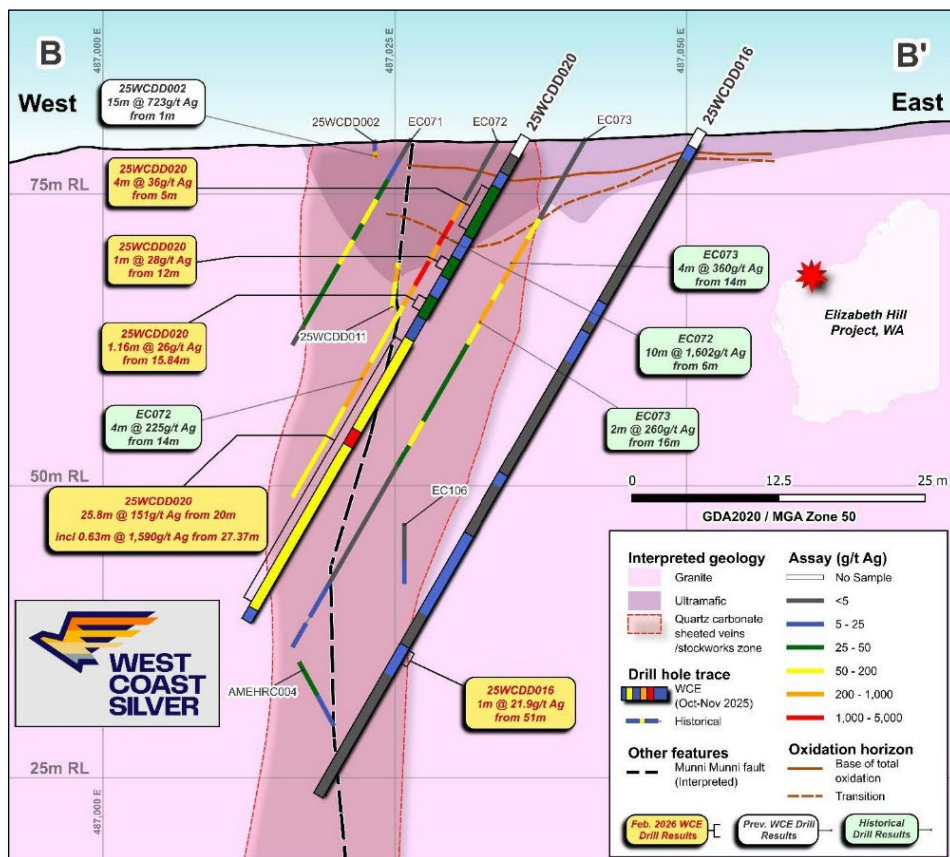 B
B'
West
East
487,000 E
487,025 E
487,050 E
25WCDD002
15m @ 723g/t Ag
from 1m
25WCDD002
EC071
EC072
25WCDD020
EC073
25WCDD016
25WCDD020
4m @ 36g/t Ag
from 5m
75m RL
25WCDD020
1m @ 28g/t Ag
from 12m
EC073
4m @ 360g/t Ag
from 14m
Elizabeth Hill
Project, WA
25WCDD020
1.16m @ 26g/t Ag
from 15.84m
25WCDD011
EC072
10m @ 1,602g/t Ag
from 6m
EC072
4m @ 225g/t Ag
from 14m
EC073
2m @ 260g/t Ag
from 16m
50m RL
25WCDD020
25.8m @ 151g/t Ag from 20m
incl 0.63m @ 1,590g/t Ag from 27.37m
EC106
0 12.5 25 m
GDA2020 / MGA Zone 50
WEST
COAST
SILVER
AMEHRC004
25WCDD016
1m @ 21.9g/t Ag
from 51m
25m RL
487,000 E
Interpreted geology
Granite
Ultramafic
Quartz carbonate
sheeted veins
/stockworks zone
Drill hole trace
WCE
(Oct-Nov 2025)
Historical
Other features
Munni Munni fault
(Interpreted)
Assay (g/t Ag)
No Sample
<5
5 - 25
25 - 50
50 - 200
200 - 1,000
1,000 - 5,000
Oxidation horizon
Base of total
oxidation
Transition
Feb. 2026 WCE
Drill Results
Prev. WCE Drill
Results
Historical
Drill Results